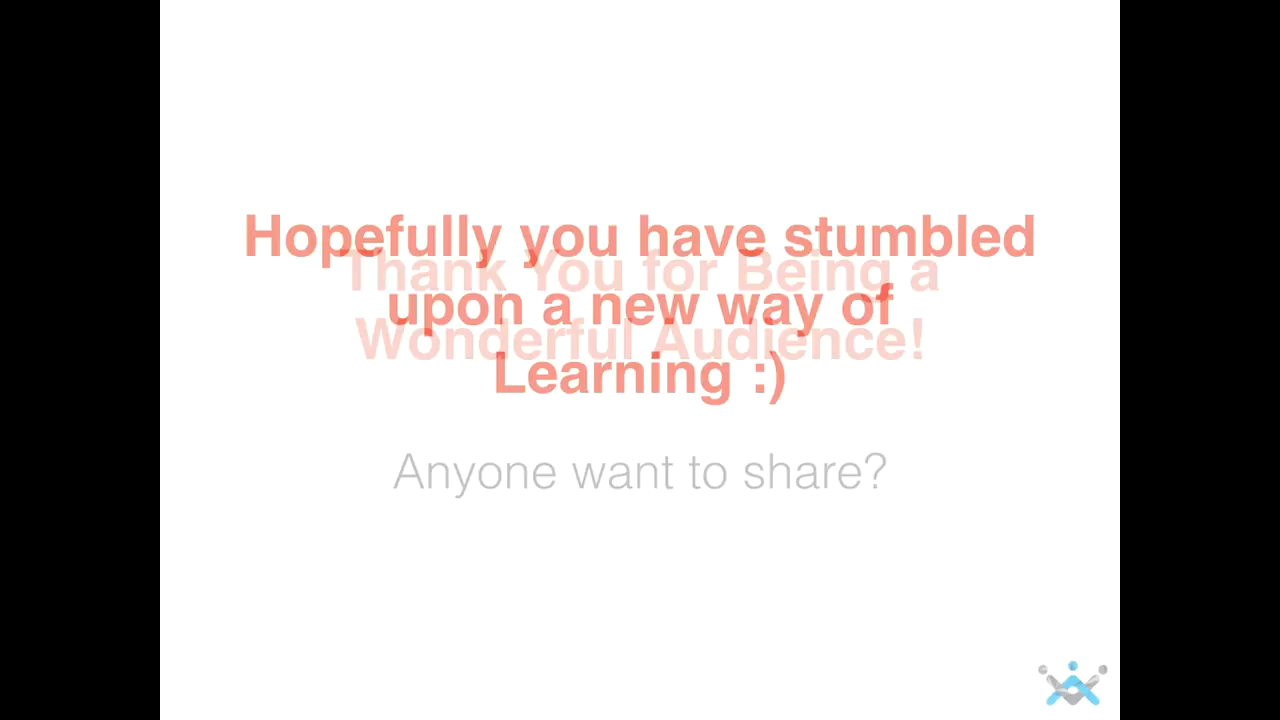 Hopefully you have stumbled
upon a new way of
Learning :)
Thank You for Being a
Wonderful Audience!
Anyone want to share?